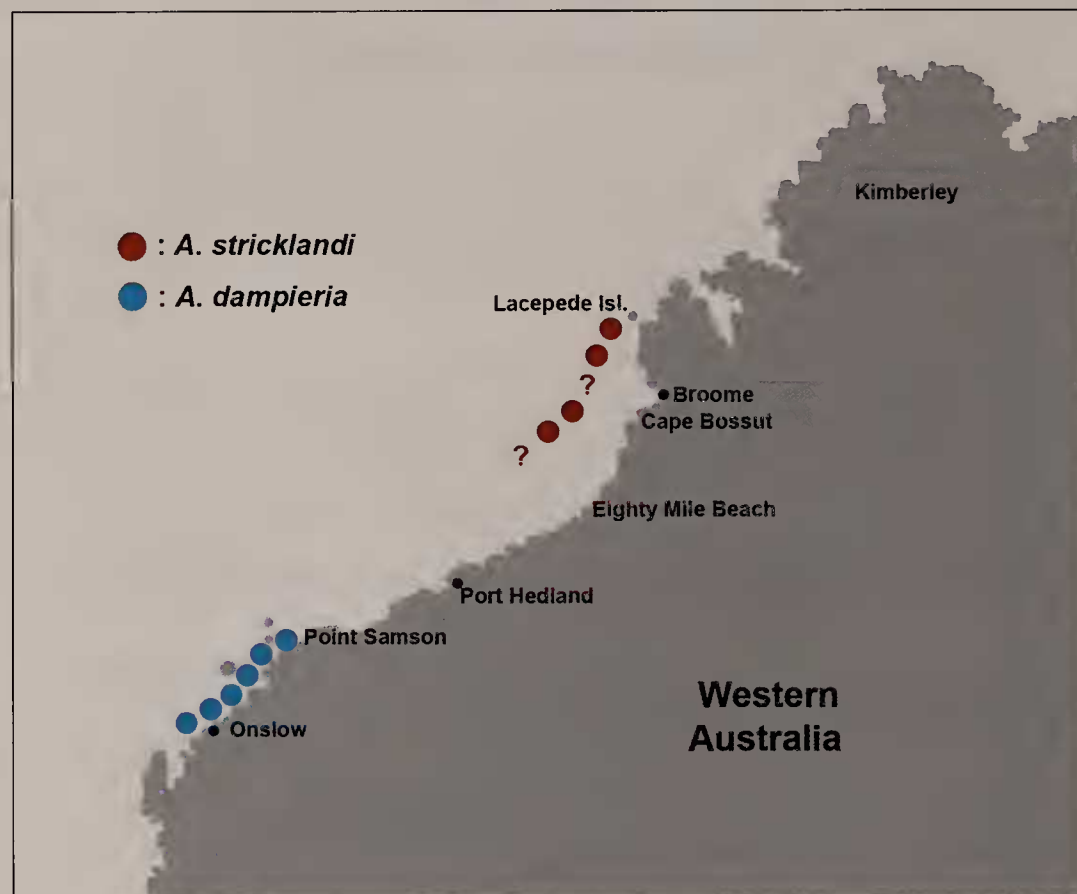 Kimberley
: A. stricklandi
: A. dampieria
Lacepede Isl.
?
Broome
Cape Bossut
?
Eighty Mile Beach
Port Hedland
Point Samson
Western
Australia
Onslow